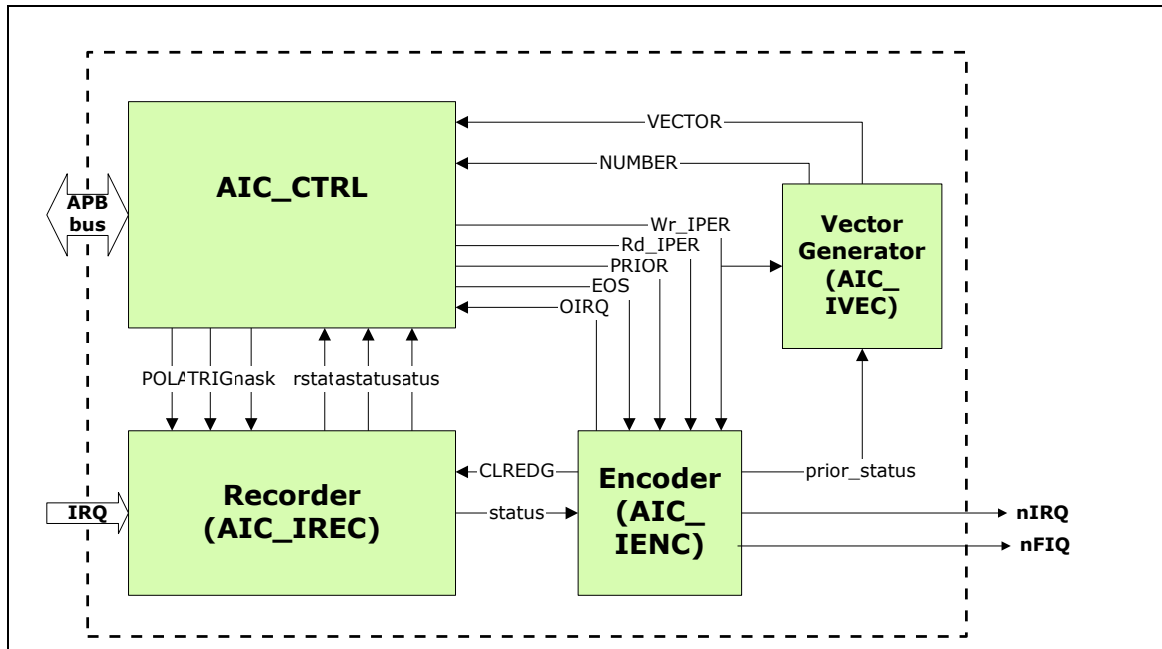 VECTOR
NUMBER
AIC_CTRL
APB
bus
Vector
Generator
(AIC_
IVEC)
Wr_IPER
Rd_IPER
PRIOR
EOS
OIRQ
CLREDG
prior_status
Recorder
(AIC_IREC)
Encoder
(AIC_
IENC)
IRQ
status
nIRQ
nFIQ